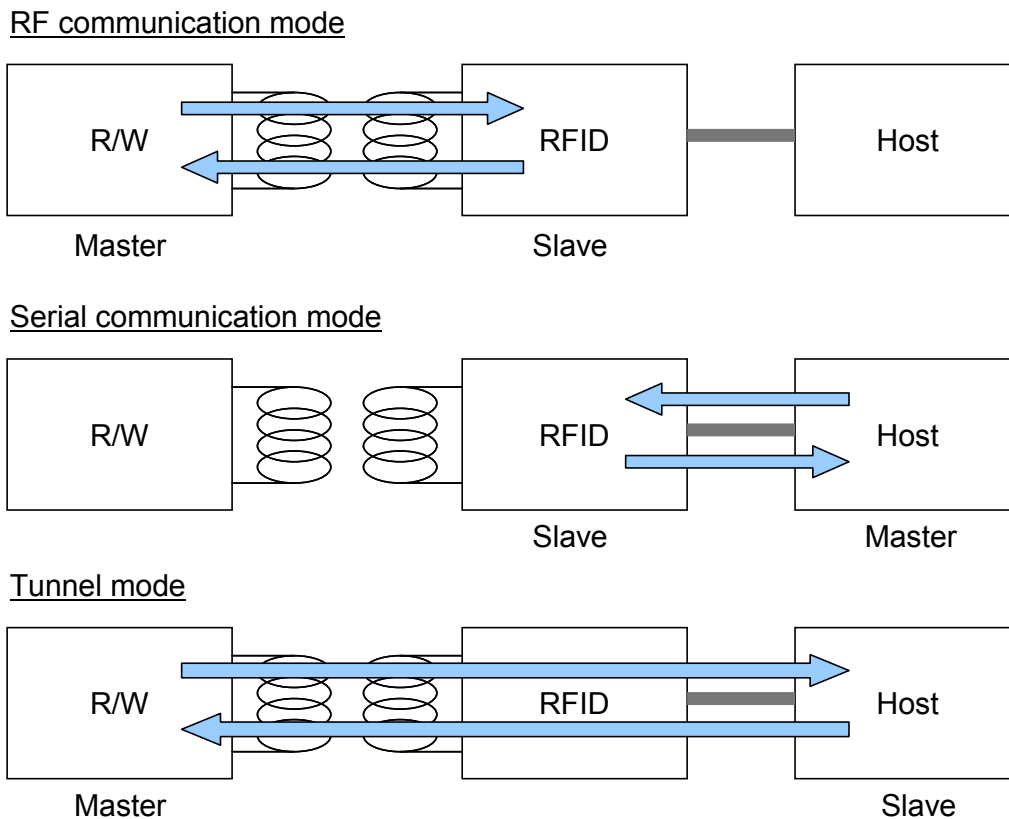 RF communication mode
R/W RFID Host
Master Slave
Serial communication mode
R/W RFID Host
Slave Master
Tunnel mode
R/W RFID Host
Master Slave